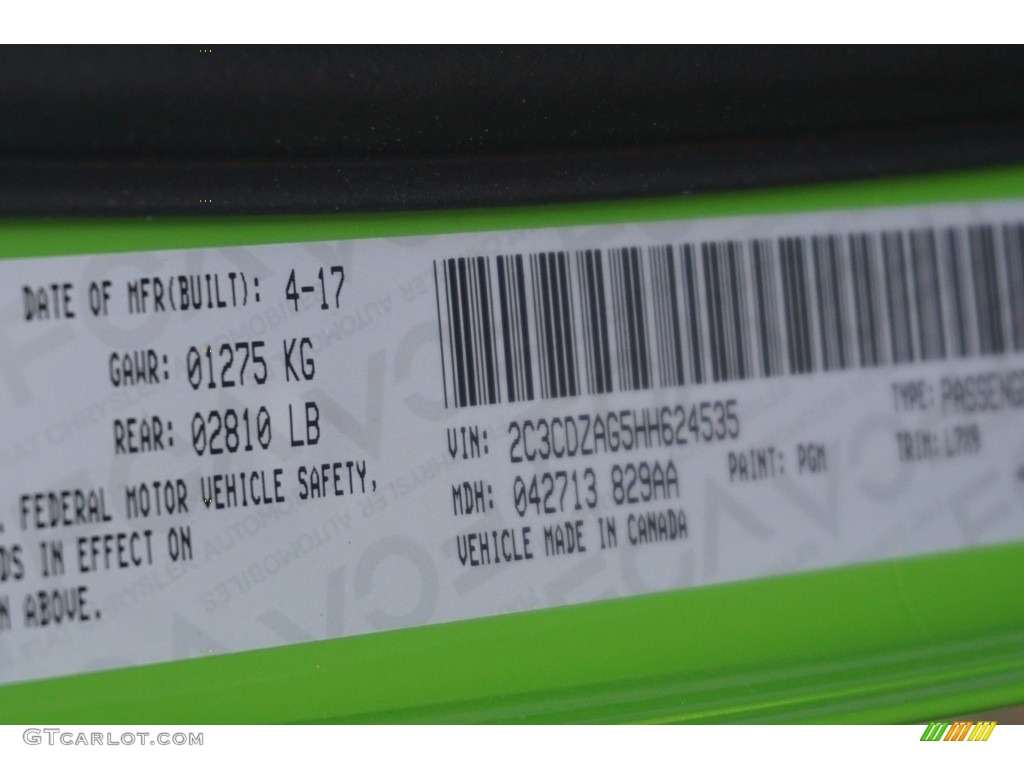 DATE OF MFR(BUILT): 4-17
GAWR: 01275 KG
REAR: 02810 LB
FEDERAL MOTOR VEHICLE SAFETY,
DS IN EFFECT ON
N ABOVE.
VIN: 2C3CDZAG5HH624535
TYPE: PASSENG
MDH: 042713 829AA
PAINT: PGM
TRIM:
VEHICLE MADE IN CANADA
GTCARLOT.COM